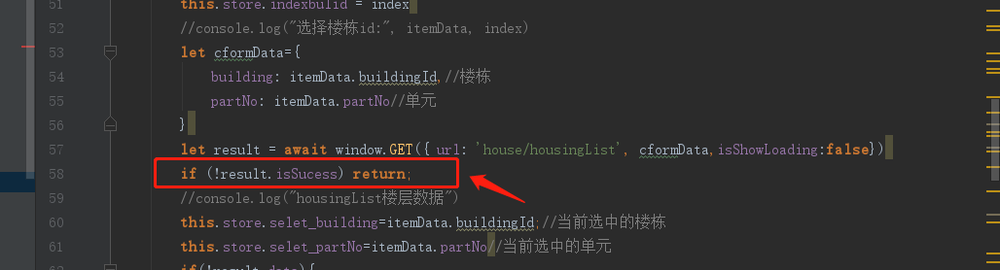 51 this.store.indexbuild = index
52 //console.log("选择楼栋id:", itemData, index)
53 let cformData={
54 building: itemData.buildingId,//楼栋
55 partNo: itemData.partNo//单元
56 }
57 let result = await window.GET({ url: 'house/housingList', cformData,isShowLoading:false})
58 if (!result.isSucess) return;
59 //console.log("housingList楼层数据")
60 this.store.selet_building=itemData.buildingId;//当前选中的楼栋
61 this.store.selet_partNo=itemData.partNo//当前选中的单元
62 if(!result.data){